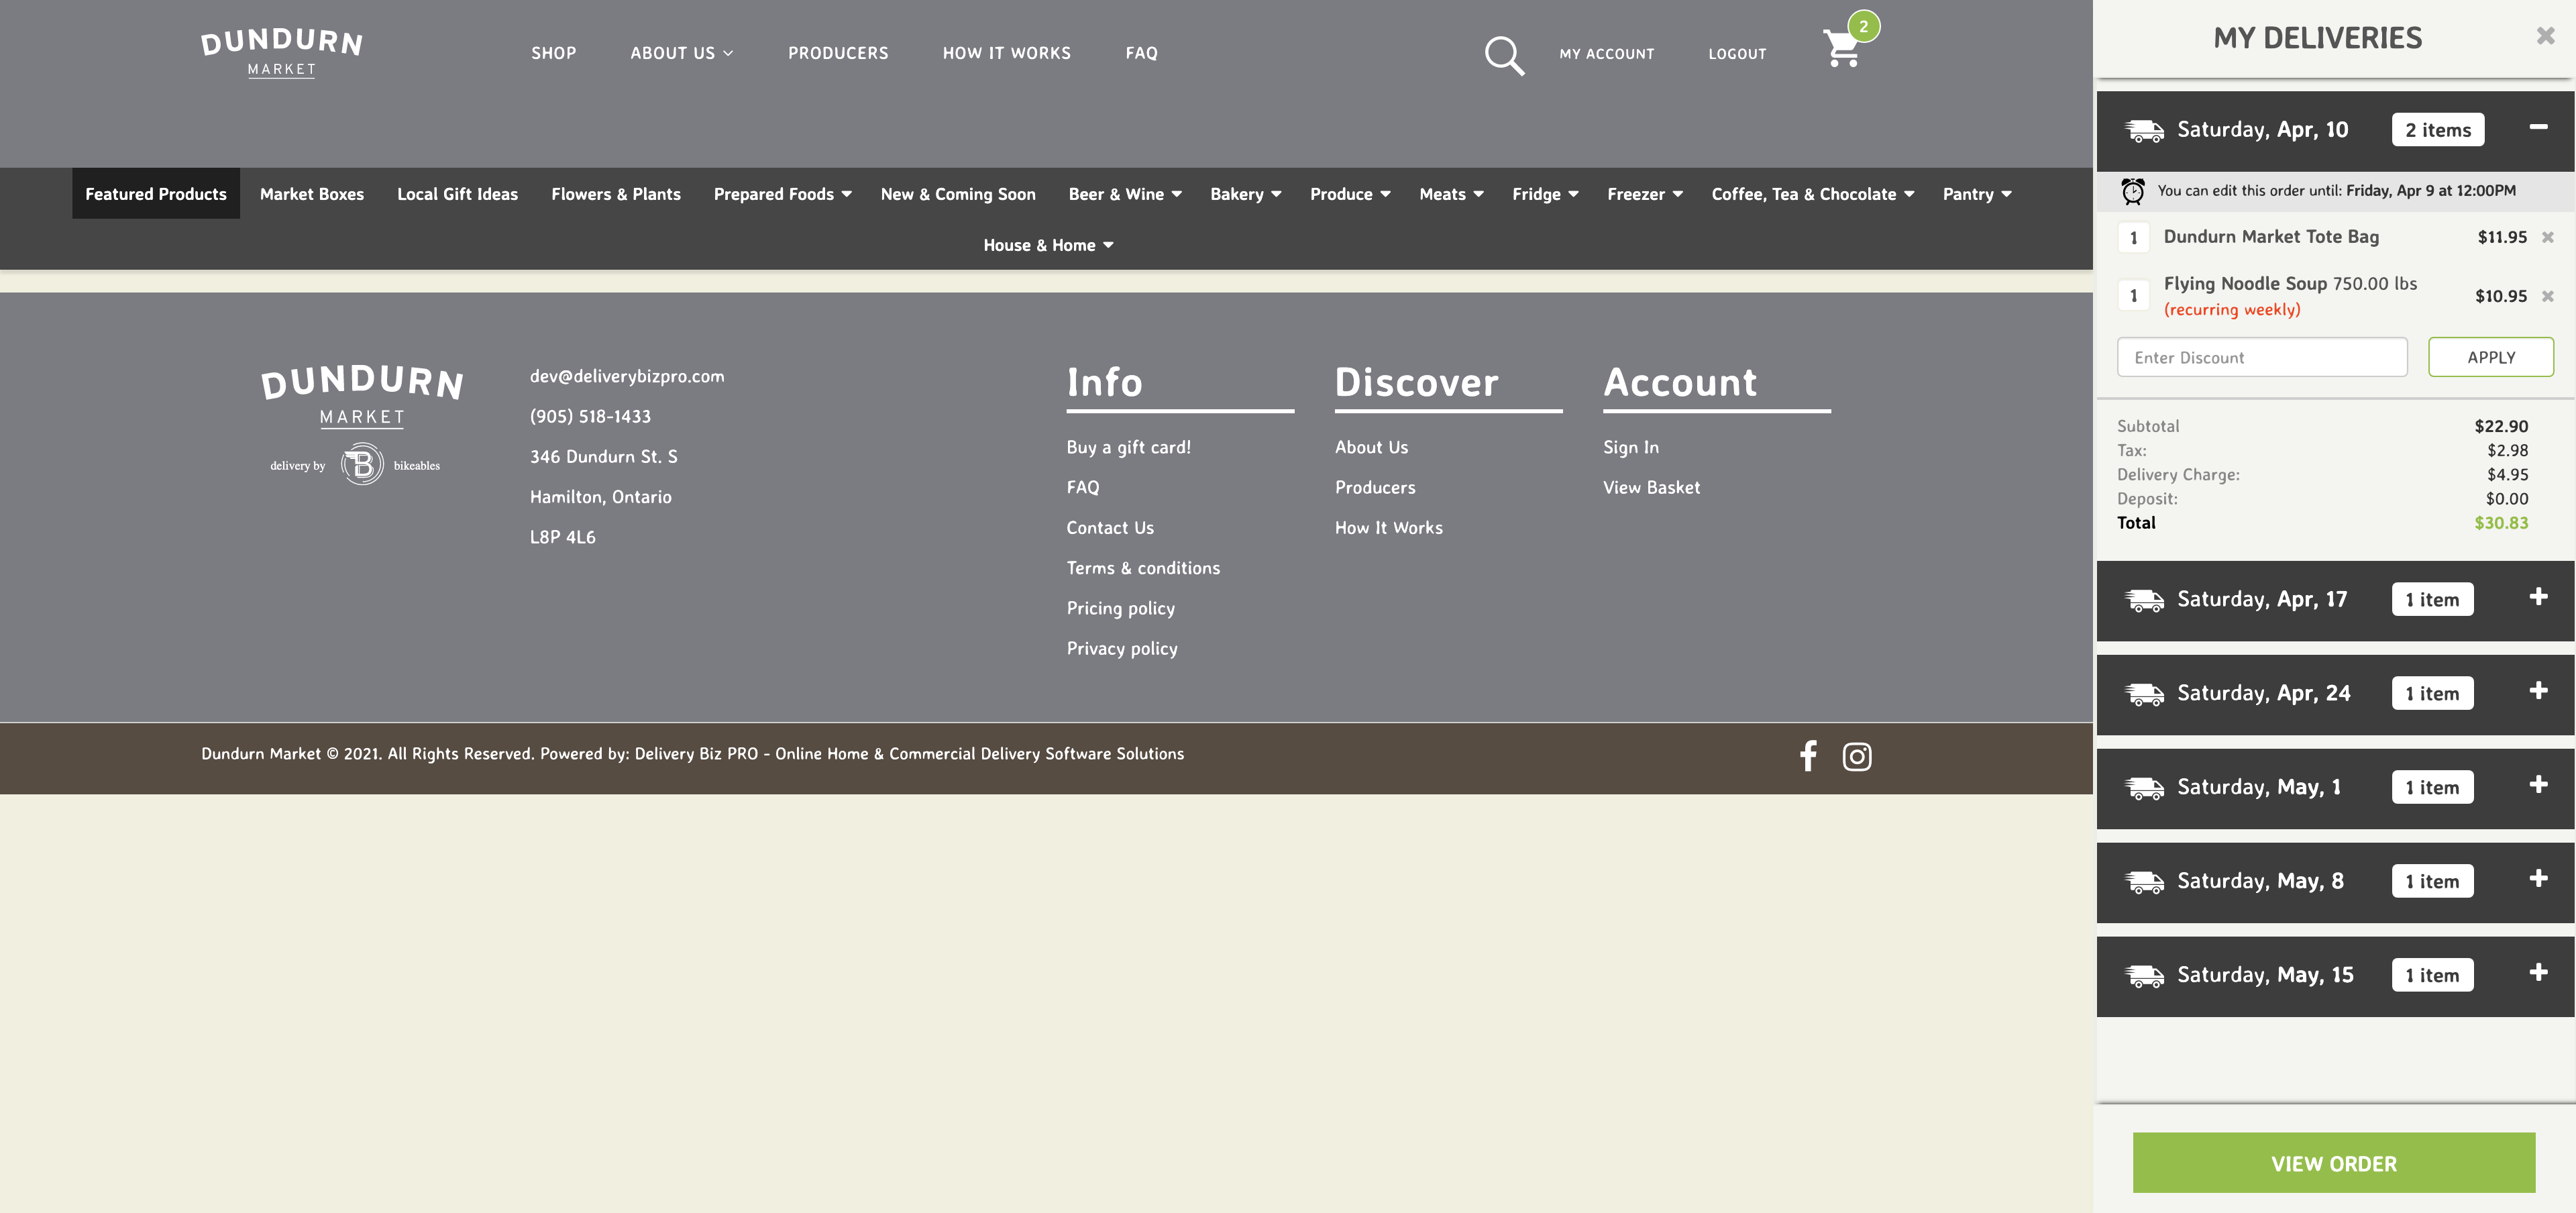 DUNDURN
MARKET
SHOP ABOUT US PRODUCERS HOW IT WORKS FAQ
MY ACCOUNT LOGOUT 2
Featured Products Market Boxes Local Gift Ideas Flowers & Plants Prepared Foods New & Coming Soon Beer & Wine Bakery Produce Meats Fridge Freezer Coffee, Tea & Chocolate Pantry
House & Home
DUNDURN
MARKET
delivery by B bikeables
dev@deliverybizpro.com
(905) 518-1433
346 Dundurn St. S
Hamilton, Ontario
L8P 4L6
Info
Buy a gift card!
FAQ
Contact Us
Terms & conditions
Pricing policy
Privacy policy
Discover
About Us
Producers
How It Works
Account
Sign In
View Basket
Dundurn Market © 2021. All Rights Reserved. Powered by: Delivery Biz PRO - Online Home & Commercial Delivery Software Solutions
MY DELIVERIES
Saturday, Apr, 10 2 items
You can edit this order until: Friday, Apr 9 at 12:00PM
1 Dundurn Market Tote Bag $11.95
1 Flying Noodle Soup 750.00 lbs $10.95
(recurring weekly)
Enter Discount APPLY
Subtotal $22.90
Tax: $2.98
Delivery Charge: $4.95
Deposit: $0.00
Total $30.83
Saturday, Apr, 17 1 item
Saturday, Apr, 24 1 item
Saturday, May, 1 1 item
Saturday, May, 8 1 item
Saturday, May, 15 1 item
VIEW ORDER